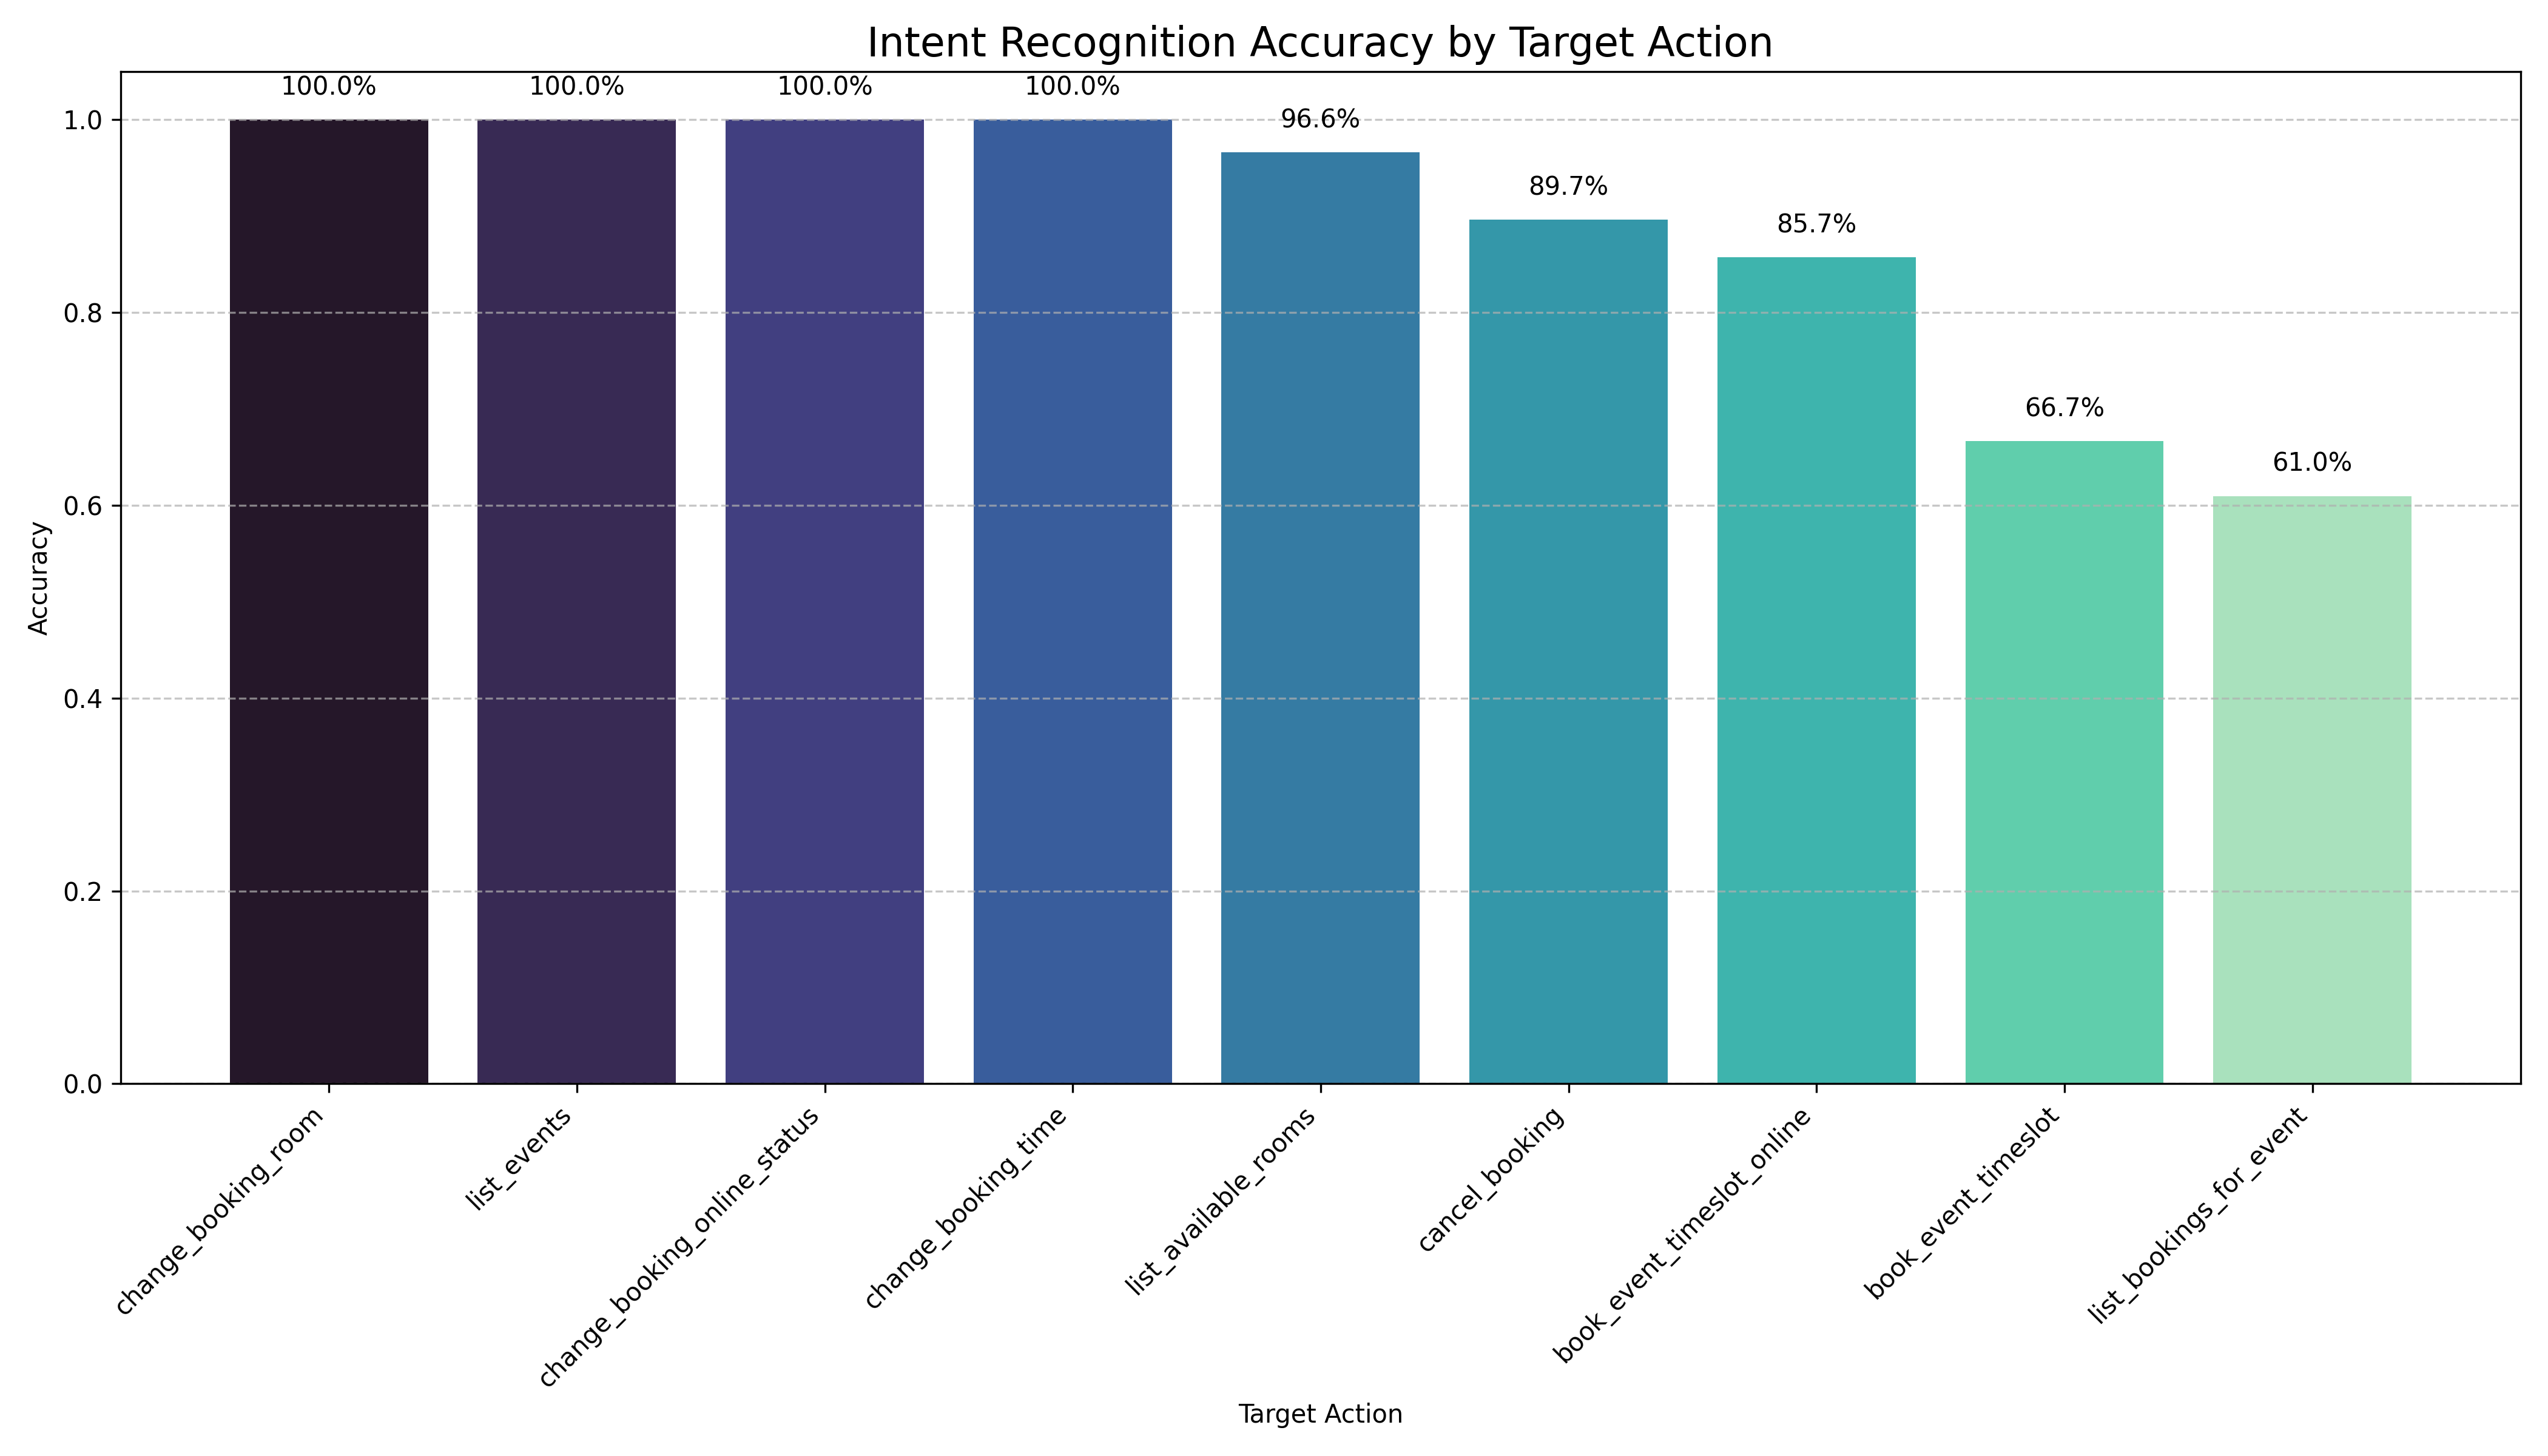 Intent Recognition Accuracy by Target Action
100.0%
100.0%
100.0%
100.0%
96.6%
89.7%
85.7%
66.7%
61.0%
Accuracy
1.0
0.8
0.6
0.4
0.2
0.0
change_booking_room
list_events
change_booking_online_status
change_booking_time
list_available_rooms
cancel_booking
book_event_timeslot_online
book_event_timeslot
list_bookings_for_event
Target Action